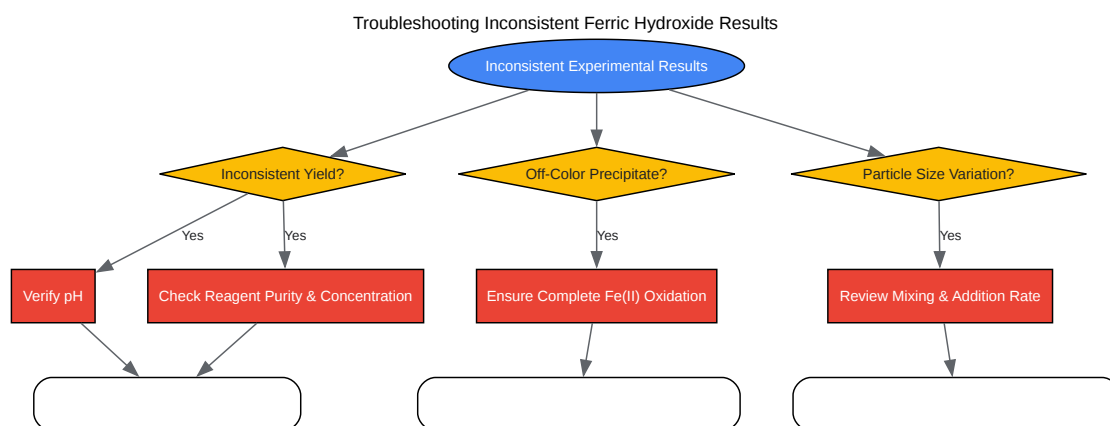 Troubleshooting Inconsistent Ferric Hydroxide Results
Inconsistent Experimental Results
Inconsistent Yield?
Off-Color Precipitate?
Particle Size Variation?
Yes
Yes
Yes
Yes
Verify pH
Check Reagent Purity & Concentration
Ensure Complete Fe(II) Oxidation
Review Mixing & Addition Rate